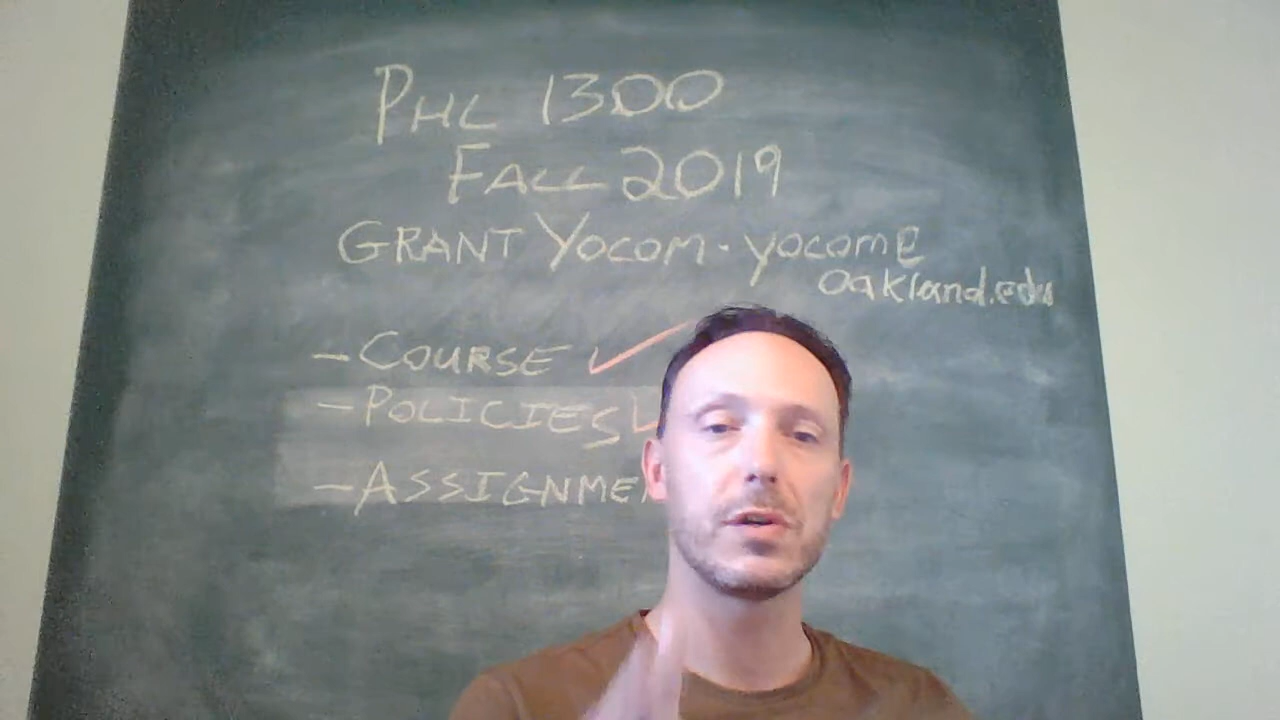 PHL 1300
FALL 2019
GRANT YOCOM · yocom@
oakland.edu
- COURSE ✓
- POLICIES
- ASSIGNME